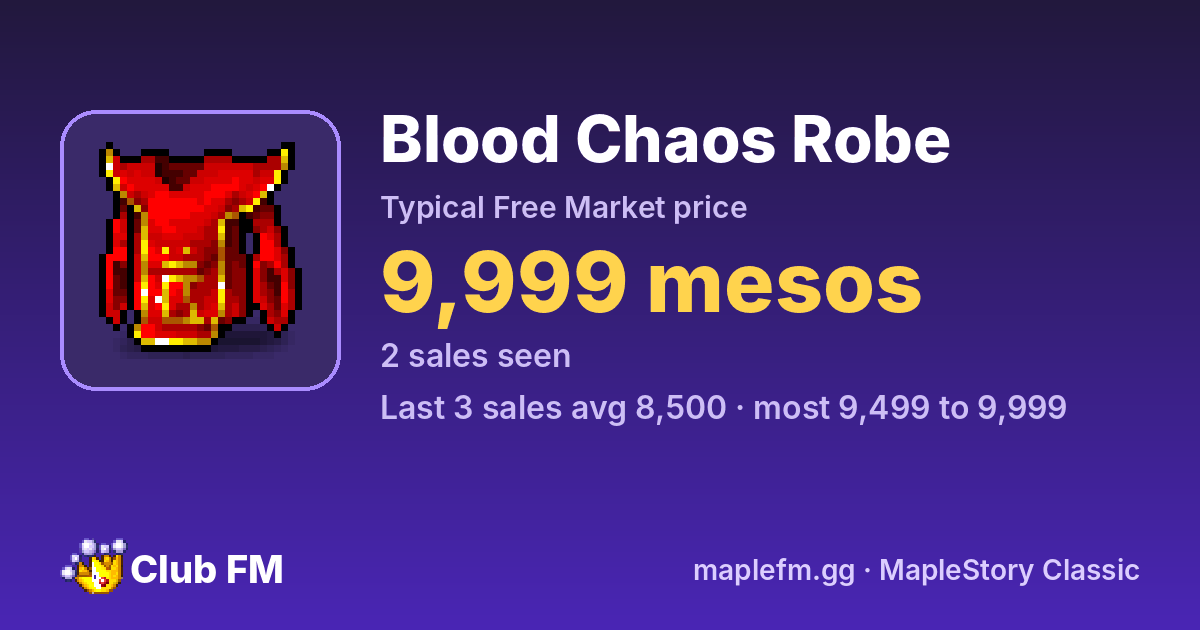 Blood Chaos Robe
Typical Free Market price
9,999 mesos
2 sales seen
Last 3 sales avg 8,500 · most 9,499 to 9,999
Club FM
maplefm.gg · MapleStory Classic